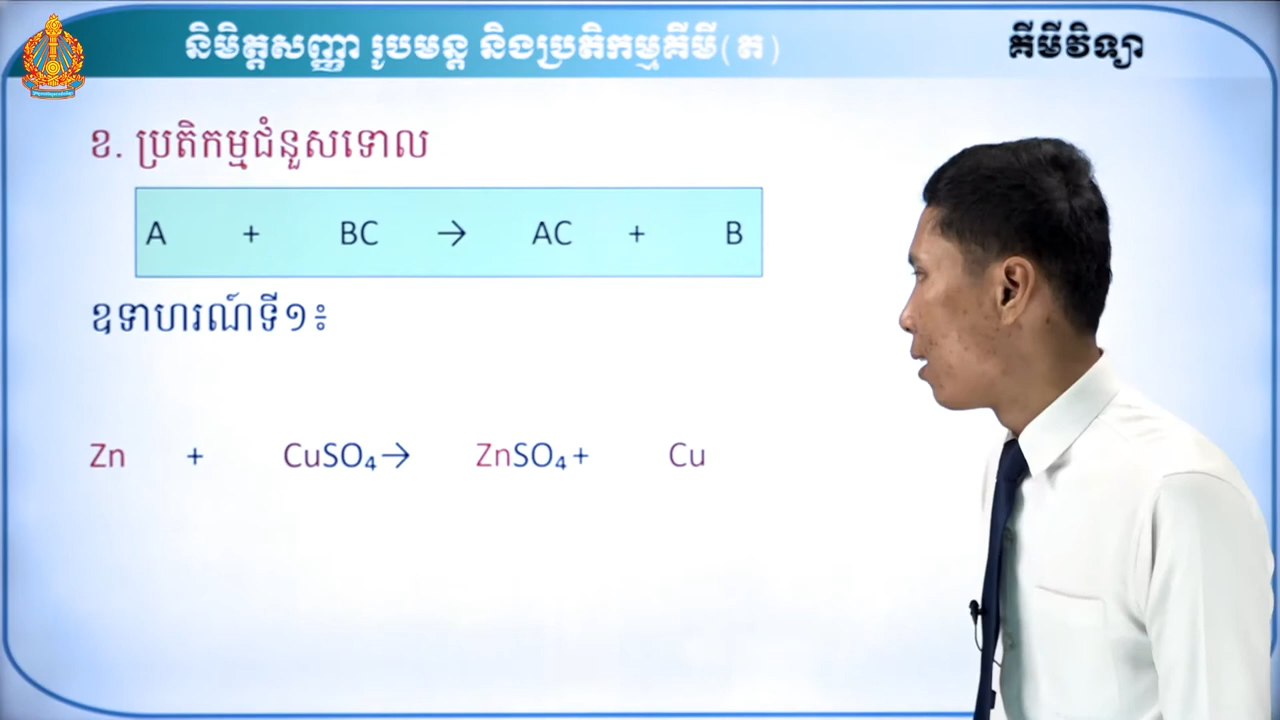 និមិត្តសញ្ញា រូបមន្ត និងប្រតិកម្មគីមី(ត)
គីមីវិទ្យា
ខ. ប្រតិកម្មជំនួសទោល
A + BC → AC + B
ឧទាហរណ៍ទី១៖
Zn + CuSO₄→ ZnSO₄+ Cu